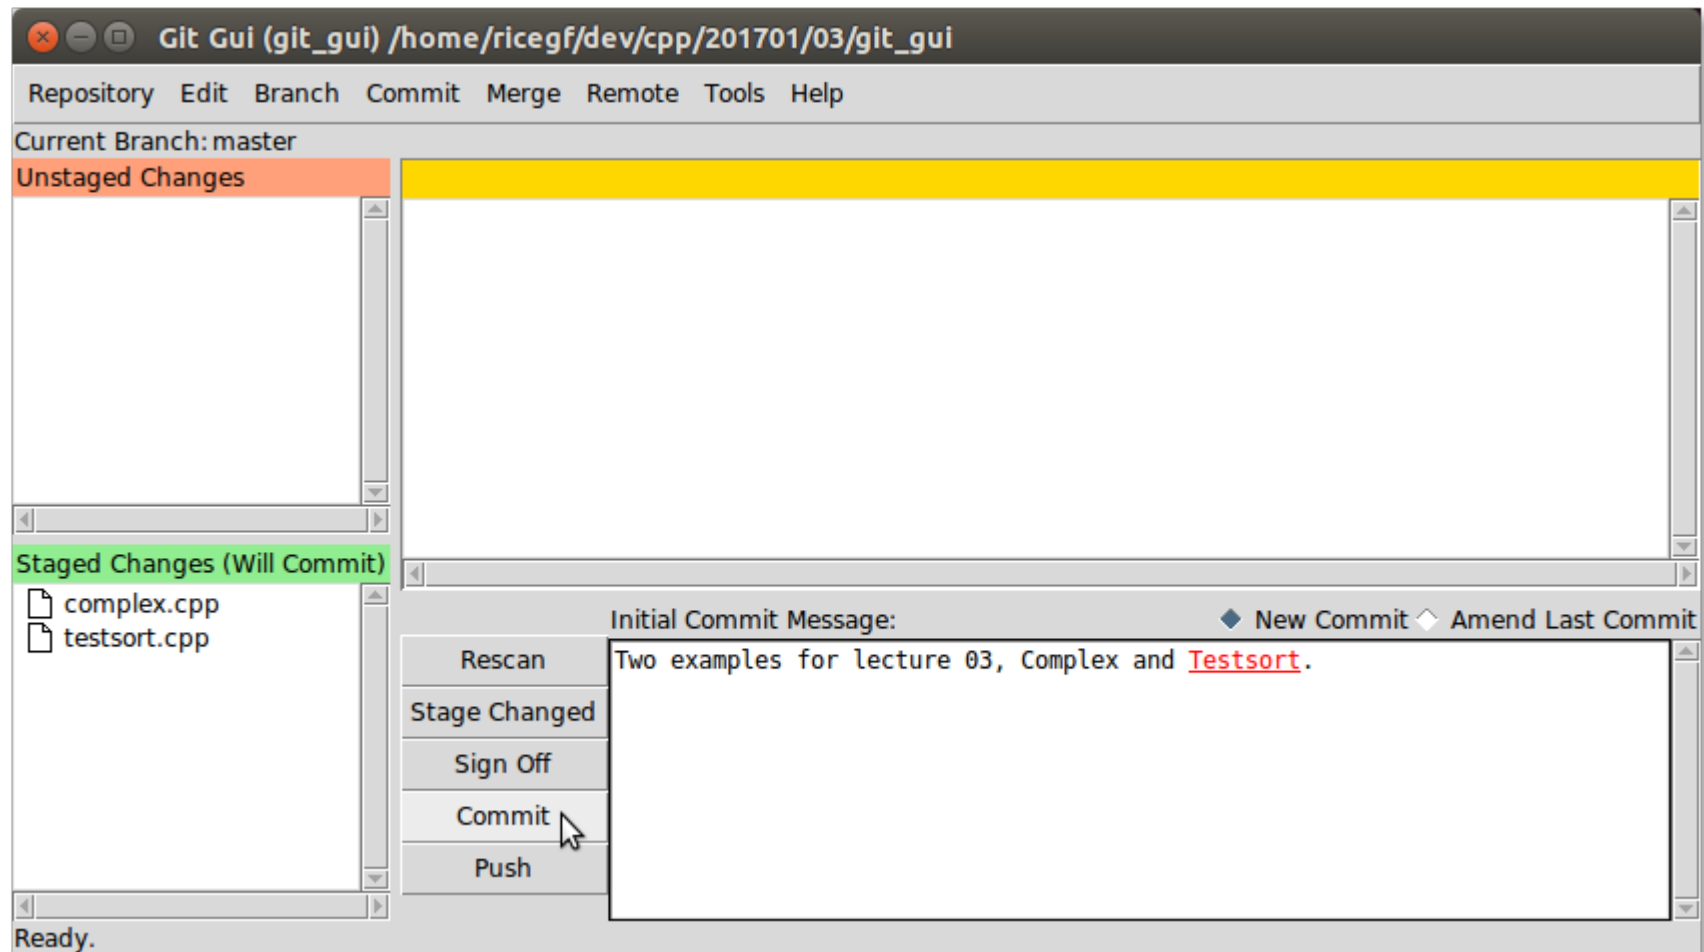 Git Gui (git_gui) /home/ricegf/dev/cpp/201701/03/git_gui
Repository Edit Branch Commit Merge Remote Tools Help
Current Branch: master
Unstaged Changes
Staged Changes (Will Commit)
complex.cpp
testsort.cpp
Initial Commit Message: New Commit Amend Last Commit
Rescan
Stage Changed
Sign Off
Commit
Push
Two examples for lecture 03, Complex and Testsort.
Ready.